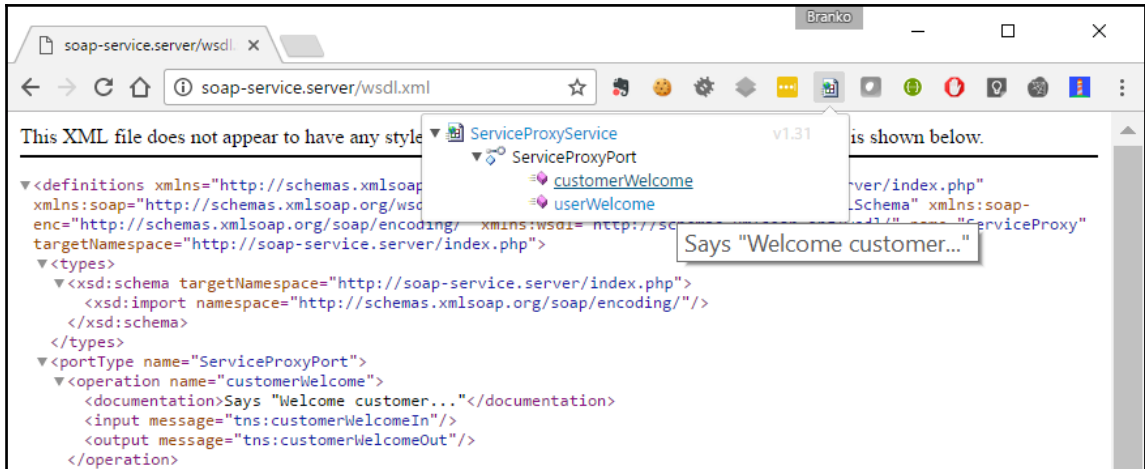 Branko
soap-service.server/wsdl.
soap-service.server/wsdl.xml
This XML file does not appear to have any style
is shown below.
ServiceProxyService v1.31
ServiceProxyPort
customerWelcome
userWelcome
Says "Welcome customer..."
▼<definitions xmlns="http://schemas.xmlsoap rver/index.php"
xmlns:soap="http://schemas.xmlsoap.org/wsd LSchema" xmlns:soap-
enc="http://schemas.xmlsoap.org/soap/encoding/" xmlns:wsdl="http://sc name="ServiceProxy"
targetNamespace="http://soap-service.server/index.php">
▼<types>
▼<xsd:schema targetNamespace="http://soap-service.server/index.php">
<xsd:import namespace="http://schemas.xmlsoap.org/soap/encoding/"/>
</xsd:schema>
</types>
▼<portType name="ServiceProxyPort">
▼<operation name="customerWelcome">
<documentation>Says "Welcome customer..."</documentation>
<input message="tns:customerWelcomeIn"/>
<output message="tns:customerWelcomeOut"/>
</operation>